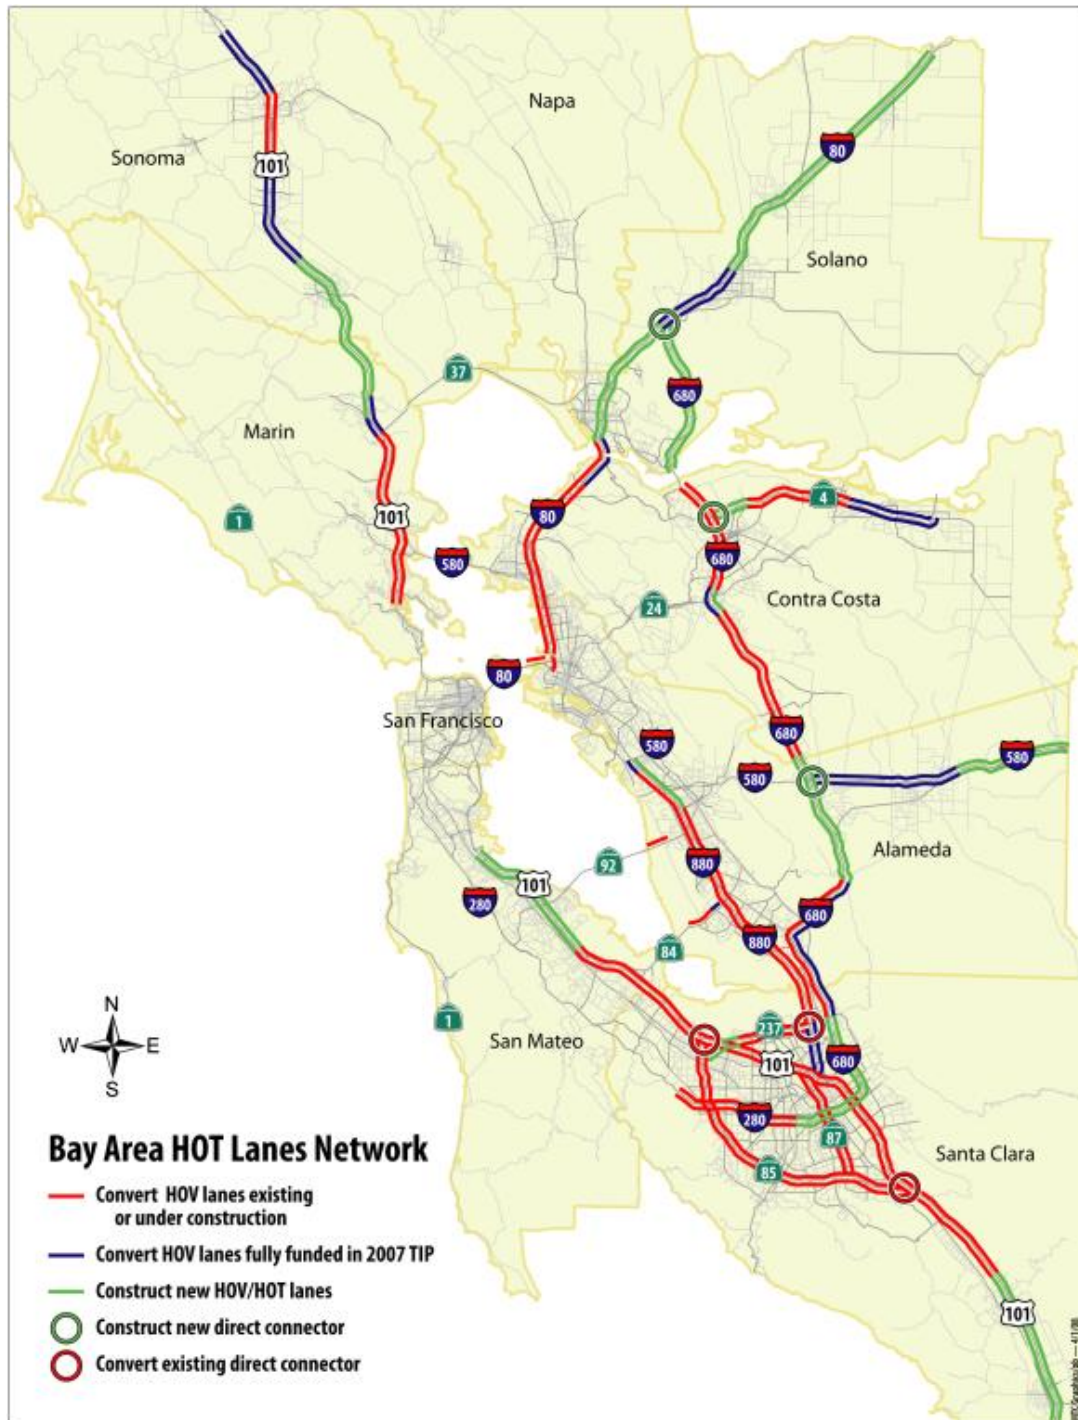 Napa
Sonoma
101
80
Solano
37
680
Marin
4
1
101
80
580
680
Contra Costa
24
80
San Francisco
680
580
580
580
Alameda
92
880
101
280
680
880
84
1
San Mateo
237
101
680
280
87
85
Santa Clara
101
N
W
E
S
Bay Area HOT Lanes Network
Convert HOV lanes existing
or under construction
Convert HOV lanes fully funded in 2007 TIP
Construct new HOV/HOT lanes
Construct new direct connector
Convert existing direct connector